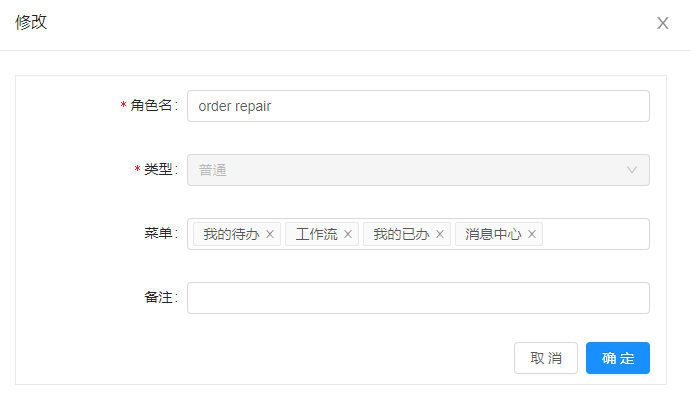 修改
* 角色名: order repair
* 类型: 普通
菜单: 我的待办 工作流 我的已办 消息中心
备注:
取 消 确 定